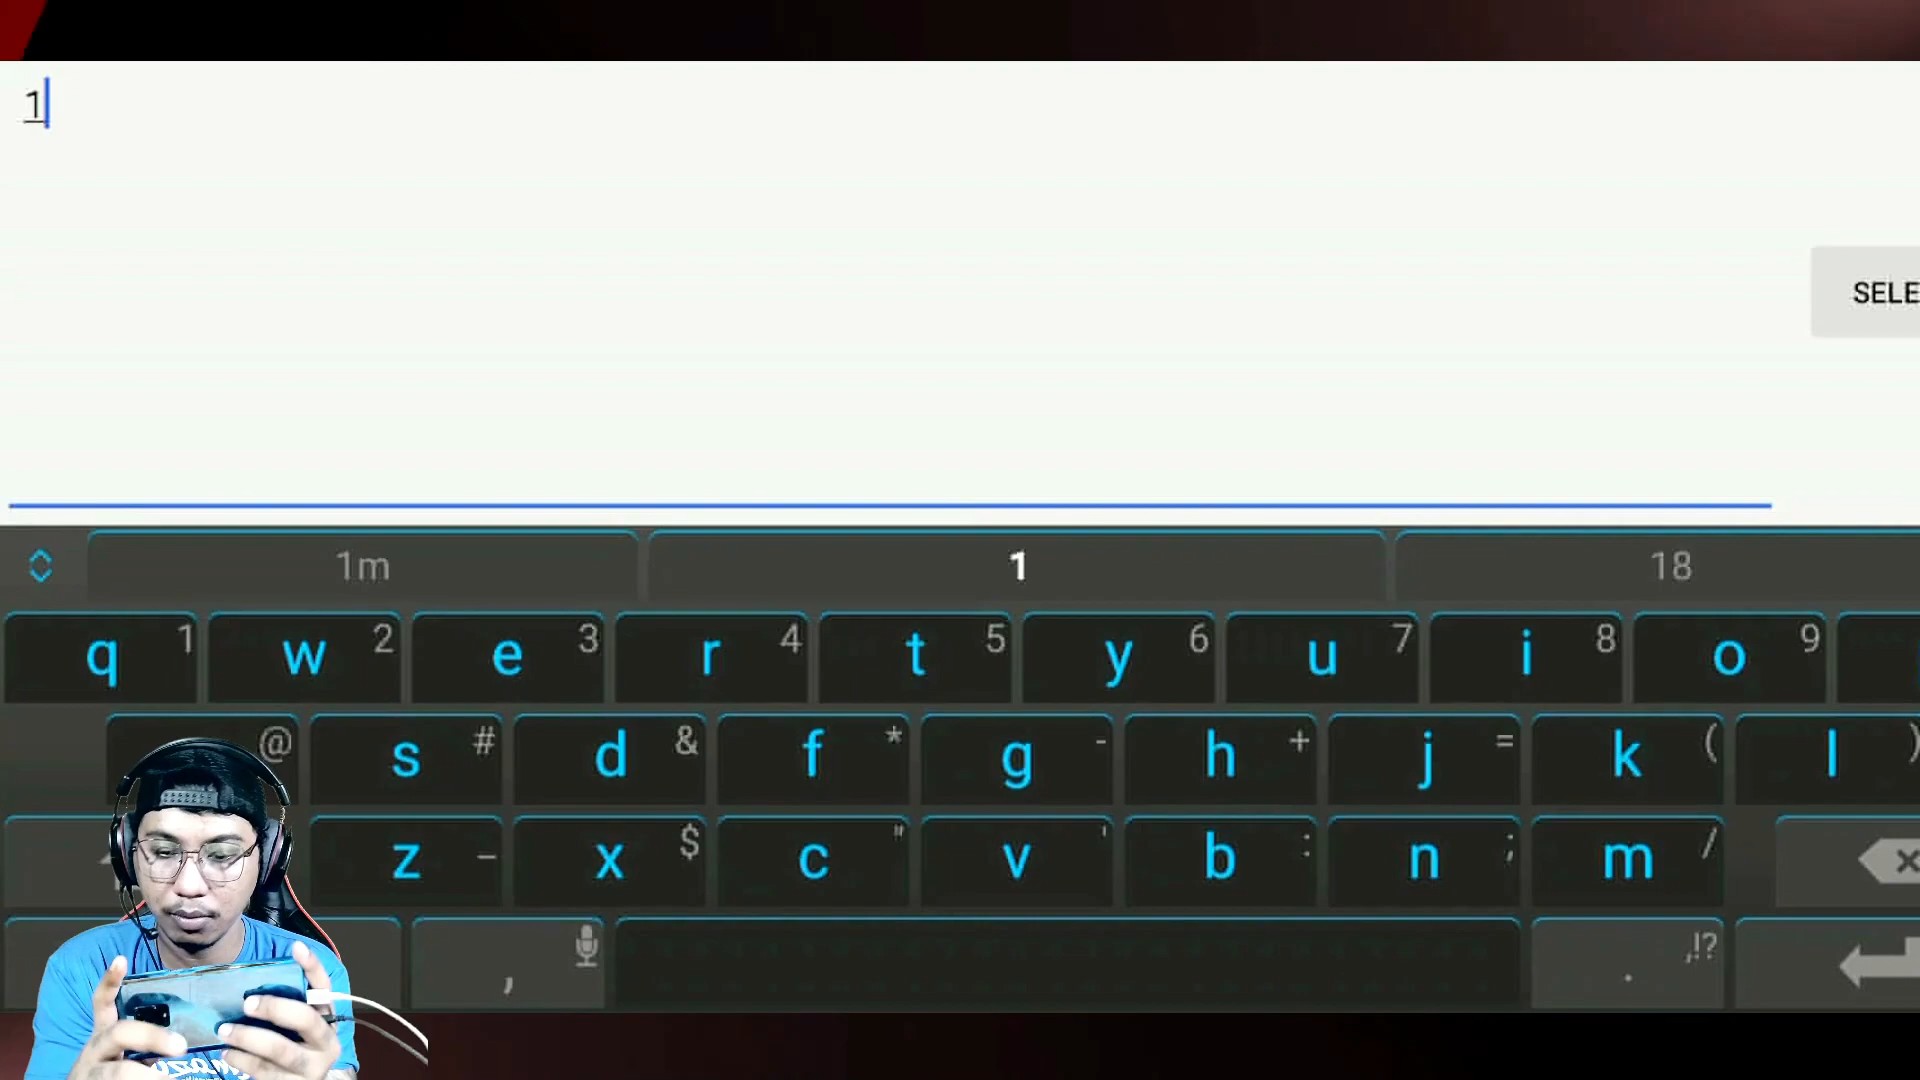 1
SELE
1m 1 18
q 1 w 2 e 3 r 4 t 5 y 6 u 7 i 8 o 9
@ s # d & f * g - h + j = k ( l )
z _ x $ c " v ' b : n ; m /
, . ,!?